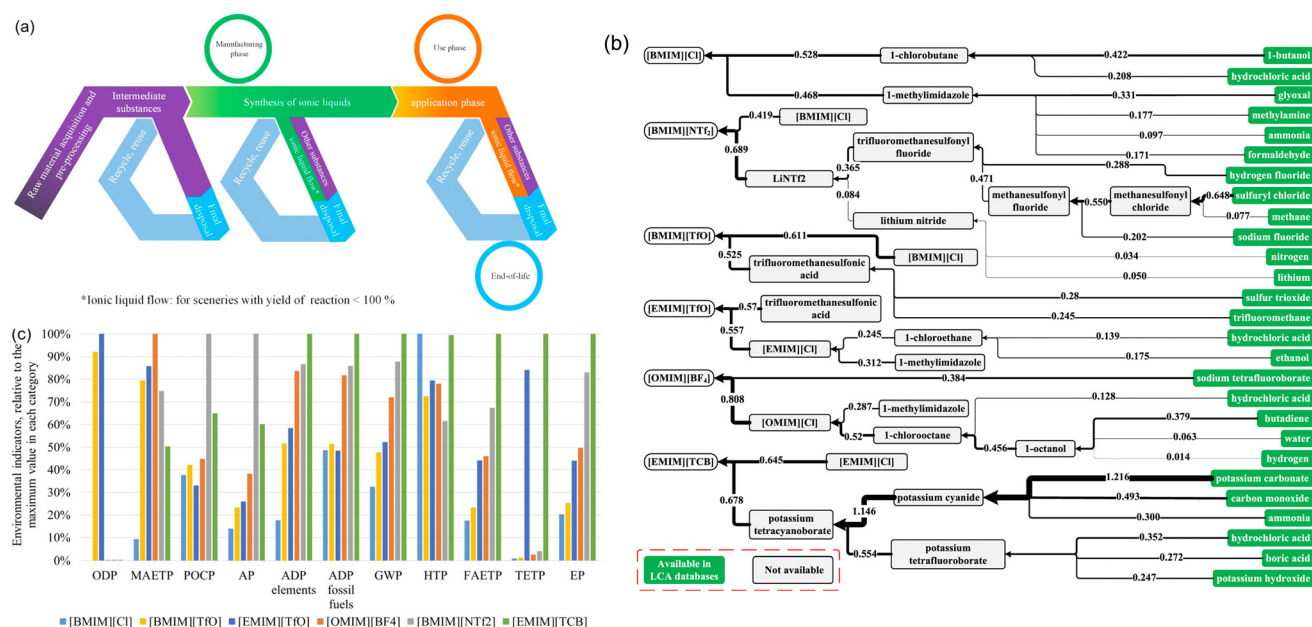 (a)
Manufacturing
phase
Use phase
Raw material acquisition and
pre-processing
Intermediate
substances
Synthesis of ionic liquids
application phase
Recycle, reuse
Final
disposal
Recycle, reuse
Other substances
ionic liquid flow*
Final
disposal
Recycle, reuse
Other substances
ionic liquid flow*
Final
disposal
End-of-life
*Ionic liquid flow: for sceneries with yield of reaction < 100 %
(b)
[BMIM][Cl]
0.528
1-chlorobutane
0.422
1-butanol
0.208
hydrochloric acid
0.468
1-methylimidazole
0.331
glyoxal
0.177
methylamine
0.097
ammonia
0.171
formaldehyde
[BMIM][NTf2]
0.419
[BMIM][Cl]
0.689
LiNTf2
0.365
trifluoromethanesulfonyl
fluoride
0.288
hydrogen fluoride
0.471
methanesulfonyl
fluoride
0.550
methanesulfonyl
chloride
0.648
sulfuryl chloride
0.077
methane
0.202
sodium fluoride
0.084
lithium nitride
0.034
nitrogen
0.050
lithium
[BMIM][TfO]
0.611
[BMIM][Cl]
0.525
trifluoromethanesulfonic
acid
0.28
sulfur trioxide
0.245
trifluoromethane
[EMIM][TfO]
0.57
trifluoromethanesulfonic
acid
0.557
[EMIM][Cl]
0.245
1-chloroethane
0.139
hydrochloric acid
0.175
ethanol
0.312
1-methylimidazole
[OMIM][BF4]
0.384
sodium tetrafluoroborate
0.808
[OMIM][Cl]
0.287
1-methylimidazole
0.52
1-chlorooctane
0.128
hydrochloric acid
0.456
1-octanol
0.379
butadiene
0.063
water
0.014
hydrogen
[EMIM][TCB]
0.645
[EMIM][Cl]
0.678
potassium
tetracyanoborate
1.146
potassium cyanide
1.216
potassium carbonate
0.493
carbon monoxide
0.300
ammonia
0.554
potassium
tetrafluoroborate
0.352
hydrochloric acid
0.272
boric acid
0.247
potassium hydroxide
Available in
LCA databases
Not available
(c)
Environmental indicators, relative to the
maximum value in each category
100%
90%
80%
70%
60%
50%
40%
30%
20%
10%
0%
ODP
MAETP
POCP
AP
ADP
elements
ADP
fossil
fuels
GWP
HTP
FAETP
TETP
EP
[BMIM][Cl]
[BMIM][TfO]
[EMIM][TfO]
[OMIM][BF4]
[BMIM][NTf2]
[EMIM][TCB]